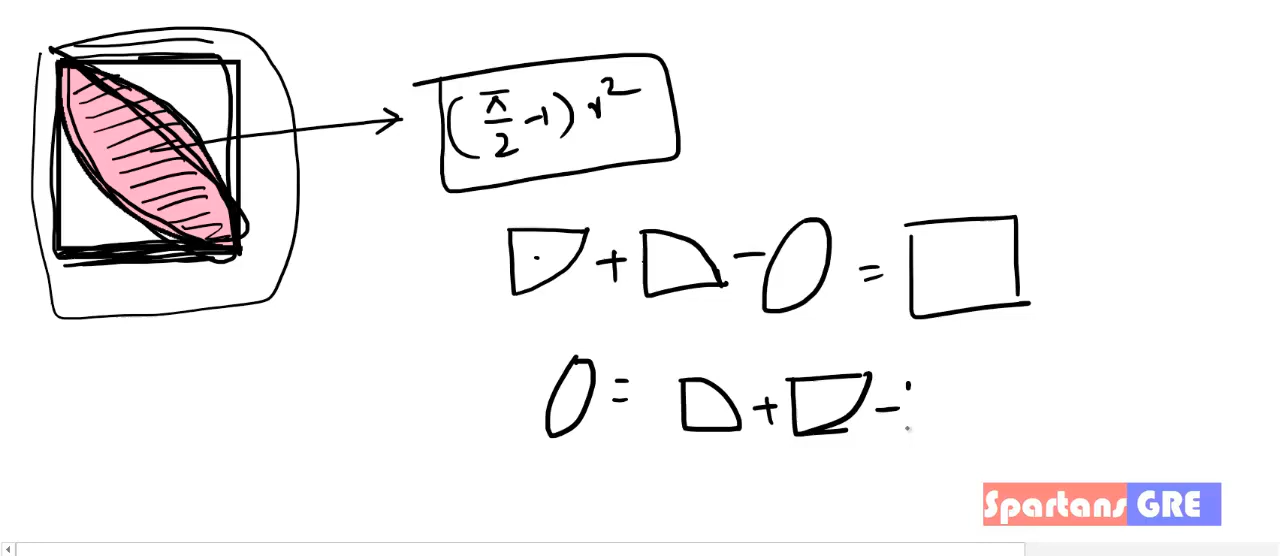 (π/2 - 1) r²
+ - =
= + -
Spartans GRE